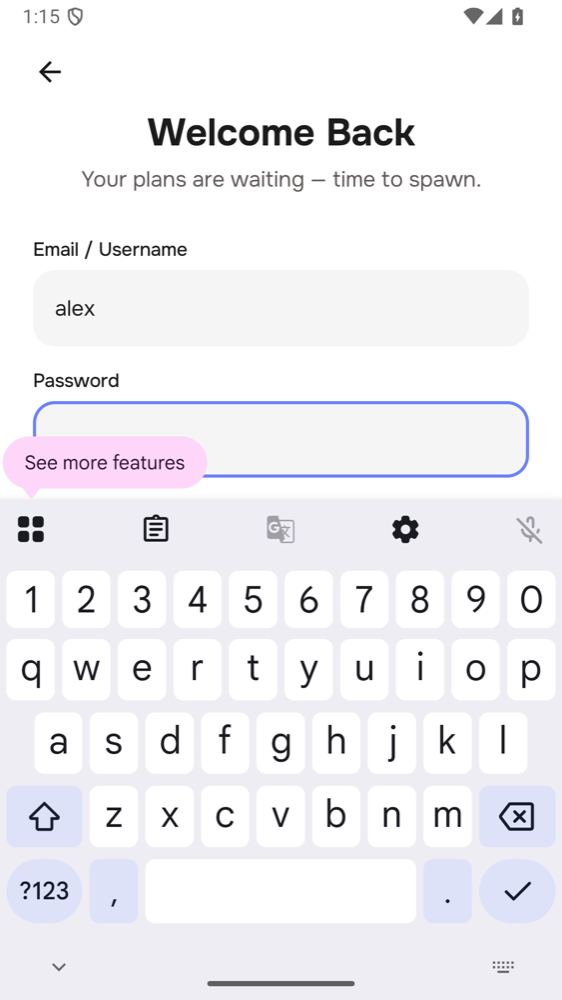 1:15
Welcome Back
Your plans are waiting — time to spawn.
Email / Username
alex
Password
See more features
1 2 3 4 5 6 7 8 9 0
q w e r t y u i o p
a s d f g h j k l
z x c v b n m
?123 , .